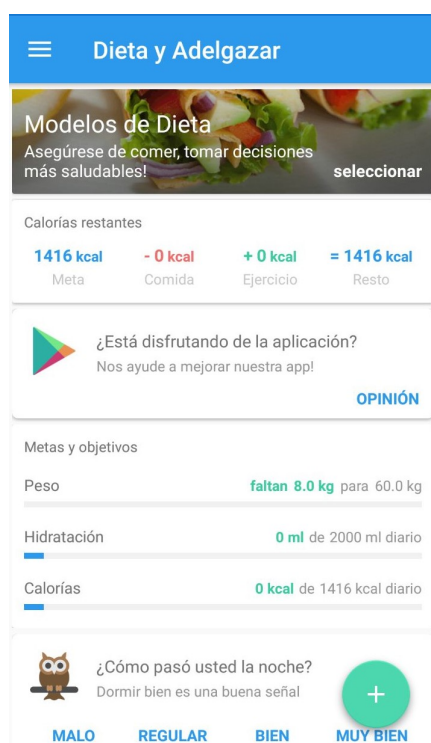 Dieta y Adelgazar
Modelos de Dieta
Asegúrese de comer, tomar decisiones
más saludables!
seleccionar
Calorías restantes
1416 kcal - 0 kcal + 0 kcal = 1416 kcal
Meta Comida Ejercicio Resto
¿Está disfrutando de la aplicación?
Nos ayude a mejorar nuestra app!
OPINIÓN
Metas y objetivos
Peso faltan 8.0 kg para 60.0 kg
Hidratación 0 ml de 2000 ml diario
Calorías 0 kcal de 1416 kcal diario
¿Cómo pasó usted la noche?
Dormir bien es una buena señal
+
MALO REGULAR BIEN MUY BIEN